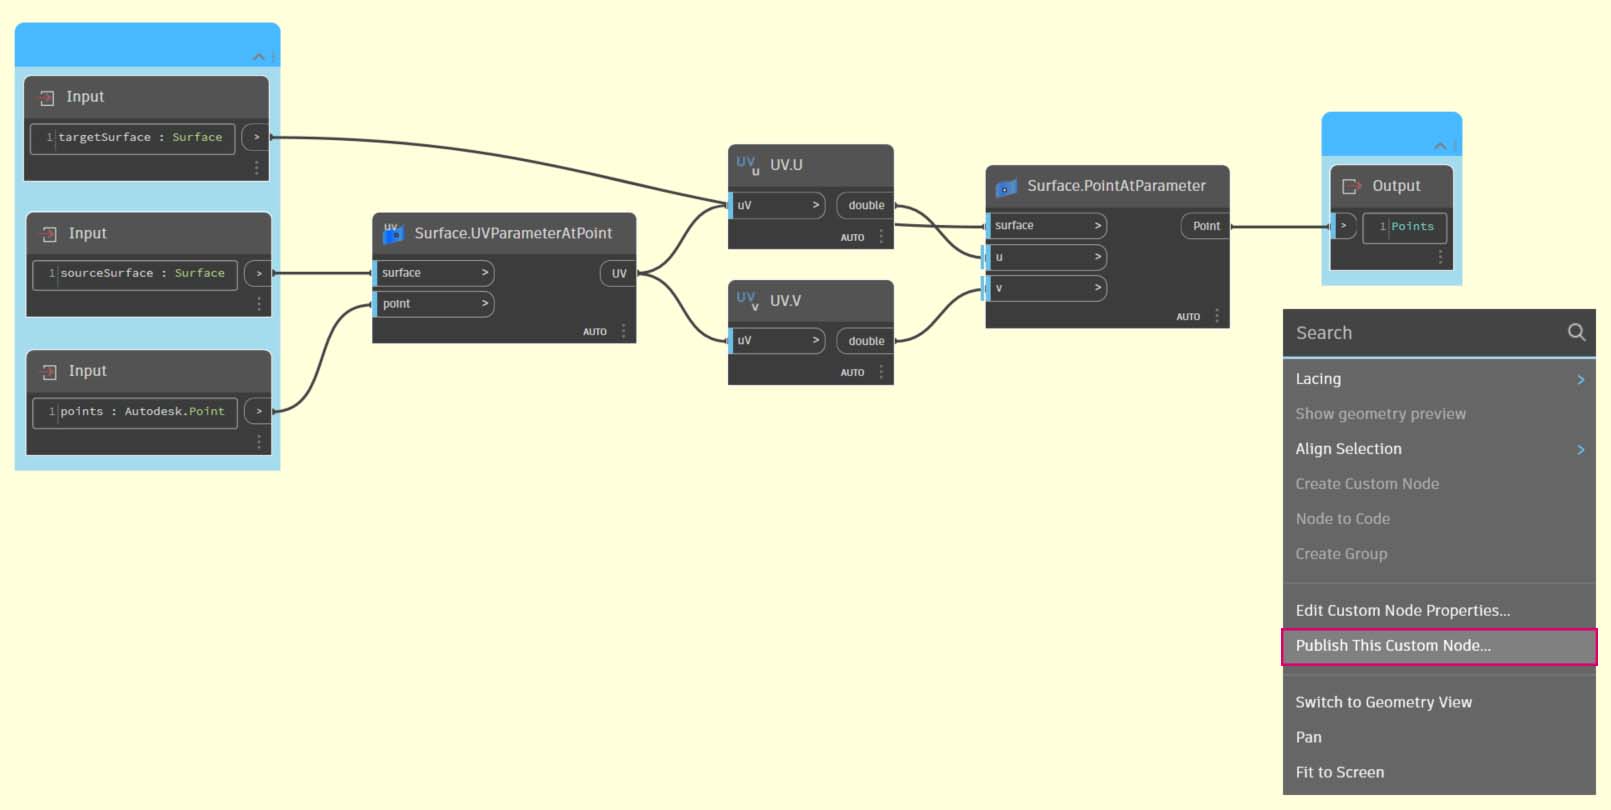 Input
1 targetSurface : Surface >
Input
1 sourceSurface : Surface >
Input
1 points : Autodesk.Point >
UV Surface.UVParameterAtPoint
surface > UV
point >
AUTO
UV U UV.U
uV > double
AUTO
UV V UV.V
uV > double
AUTO
Surface.PointAtParameter
surface > Point
u >
v >
AUTO
Output
> 1 Points
Search
Lacing >
Show geometry preview
Align Selection >
Create Custom Node
Node to Code
Create Group
Edit Custom Node Properties...
Publish This Custom Node...
Switch to Geometry View
Pan
Fit to Screen